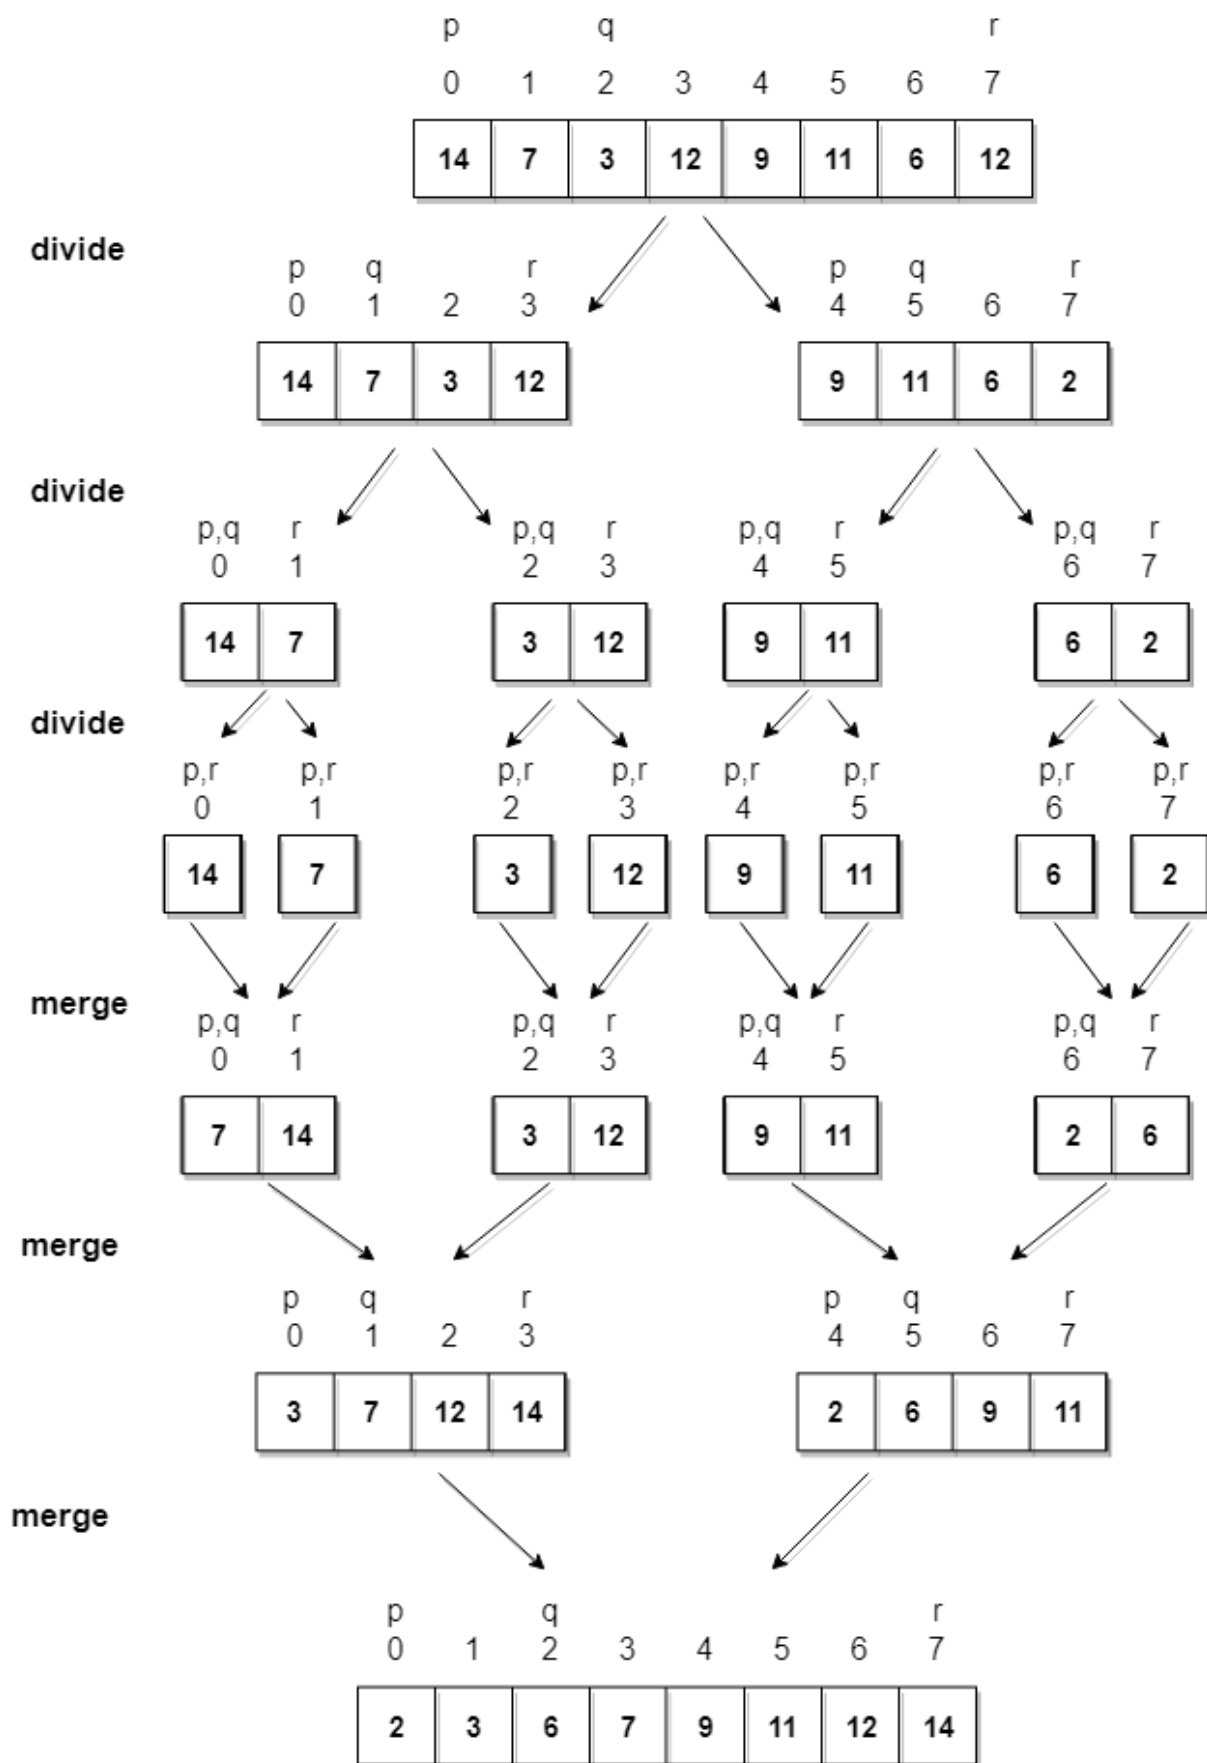 p q r
0 1 2 3 4 5 6 7
14 7 3 12 9 11 6 12
divide
p q r p q r
0 1 2 3 4 5 6 7
14 7 3 12 9 11 6 2
divide
p,q r p,q r p,q r p,q r
0 1 2 3 4 5 6 7
14 7 3 12 9 11 6 2
divide
p,r p,r p,r p,r p,r p,r p,r p,r
0 1 2 3 4 5 6 7
14 7 3 12 9 11 6 2
merge
p,q r p,q r p,q r p,q r
0 1 2 3 4 5 6 7
7 14 3 12 9 11 2 6
merge
p q r p q r
0 1 2 3 4 5 6 7
3 7 12 14 2 6 9 11
merge
p q r
0 1 2 3 4 5 6 7
2 3 6 7 9 11 12 14